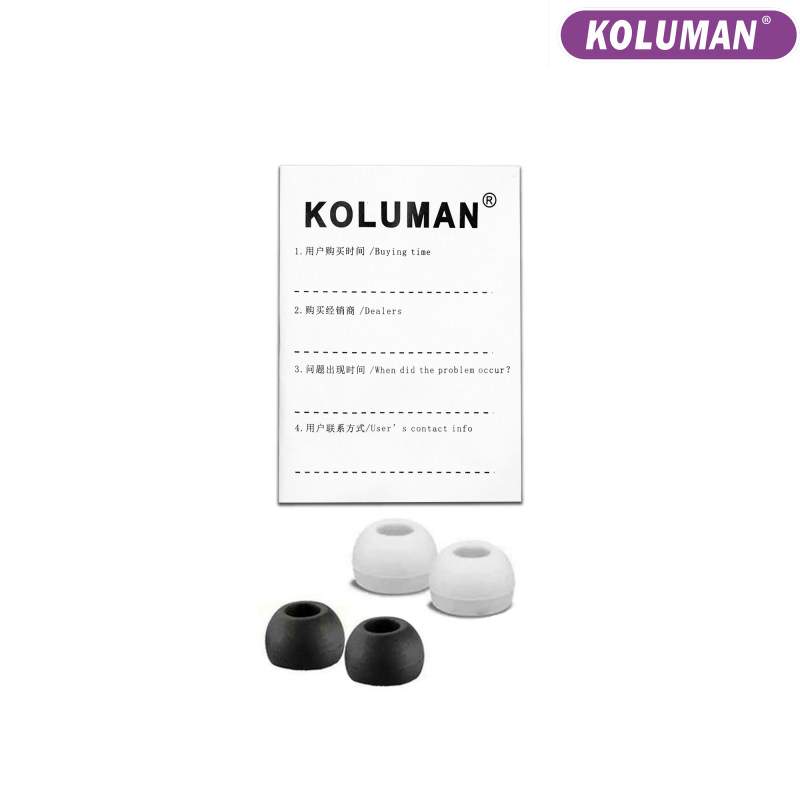 KOLUMAN®
KOLUMAN®
1.用户购买时间 /Buying time
2.购买经销商 /Dealers
3.问题出现时间 /When did the problem occur?
4.用户联系方式/User's contact info